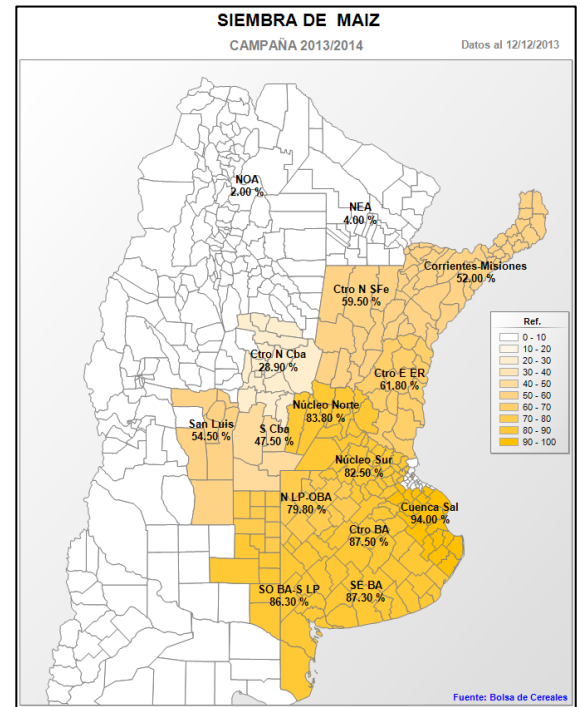 SIEMBRA DE MAIZ
CAMPAÑA 2013/2014
Datos al 12/12/2013
NOA
2.00 %
NEA
4.00 %
Corrientes-Misiones
52.00 %
Ctro N SFe
59.50 %
Ref.
0 - 10
10 - 20
20 - 30
30 - 40
40 - 50
50 - 60
60 - 70
70 - 80
80 - 90
90 - 100
Ctro N Cba
28.90 %
Ctro E ER
61.80 %
Núcleo Norte
83.80 %
San Luis
54.50 %
S Cba
47.50 %
Núcleo Sur
82.50 %
N LP-OBA
79.80 %
Cuenca Sal
94.00 %
Ctro BA
87.50 %
SO BA-S LP
86.30 %
SE BA
87.30 %
Fuente: Bolsa de Cereales